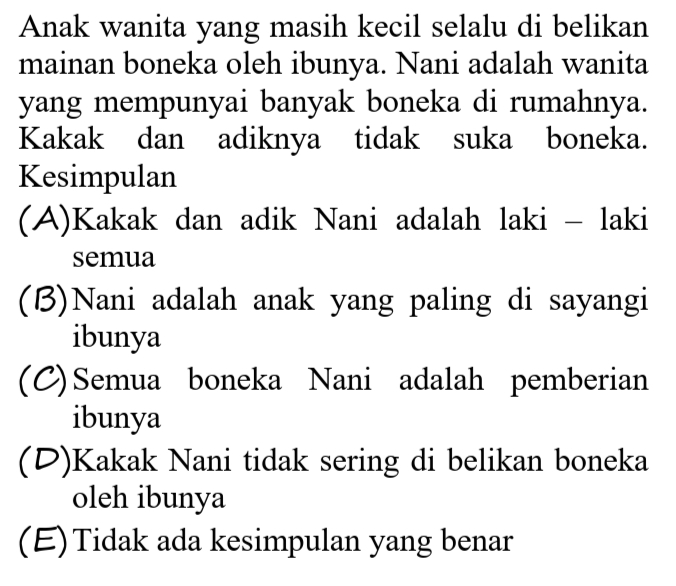 Anak wanita yang masih kecil selalu di belikan
mainan boneka oleh ibunya. Nani adalah wanita
yang mempunyai banyak boneka di rumahnya.
Kakak dan adiknya tidak suka boneka.
Kesimpulan
(A)Kakak dan adik Nani adalah laki – laki
semua
(B)Nani adalah anak yang paling di sayangi
ibunya
(C)Semua boneka Nani adalah pemberian
ibunya
(D)Kakak Nani tidak sering di belikan boneka
oleh ibunya
(E)Tidak ada kesimpulan yang benar